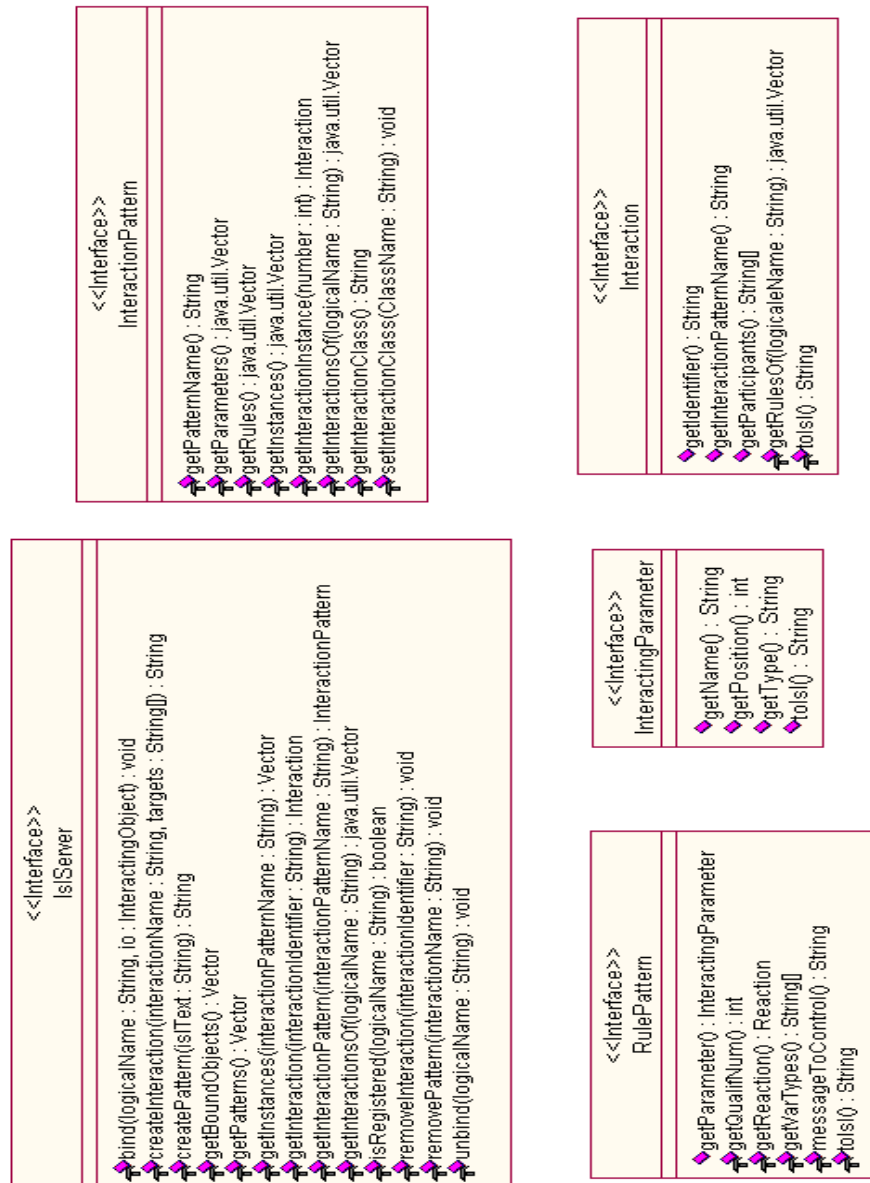 <<Interface>>
IslServer
bind(logicalName : String, io : InteractingObject) : void
createInteraction(interactionName : String, targets : String[]) : String
createPattern(islText : String) : String
getBoundObjects() : Vector
getPatterns() : Vector
getInstances(interactionPatternName : String) : Vector
getInteraction(interactionIdentifier : String) : Interaction
getInteractionPattern(interactionPatternName : String) : InteractionPattern
getInteractionsOf(logicalName : String) : java.util.Vector
isRegistered(logicalName : String) : boolean
removeInteraction(interactionIdentifier : String) : void
removePattern(interactionName : String) : void
unbind(logicalName : String) : void
<<Interface>>
InteractionPattern
getPatternName() : String
getParameters() : java.util.Vector
getRules() : java.util.Vector
getInstances() : java.util.Vector
getInteractionInstance(number : int) : Interaction
getInteractionsOf(logicalName : String) : java.util.Vector
getInteractionClass() : String
setInteractionClass(ClassName : String) : void
<<Interface>>
RulePattern
getParameter() : InteractingParameter
getQualifNum() : int
getReaction() : Reaction
getVarTypes() : String[]
messageToControl() : String
toIsl() : String
<<Interface>>
InteractingParameter
getName() : String
getPosition() : int
getType() : String
toIsl() : String
<<Interface>>
Interaction
getIdentifier() : String
getInteractionPatternName() : String
getParticipants() : String[]
getRulesOf(logicaleName : String) : java.util.Vector
toIsl() : String